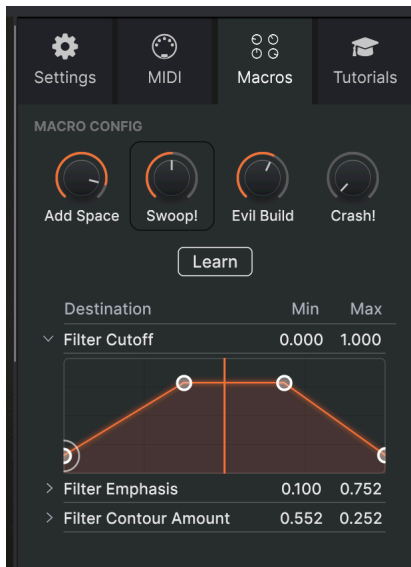 Settings MIDI Macros Tutorials
MACRO CONFIG
Add Space Swoop! Evil Build Crash!
Learn
Destination Min Max
Filter Cutoff 0.000 1.000
Filter Emphasis 0.100 0.752
Filter Contour Amount 0.552 0.252